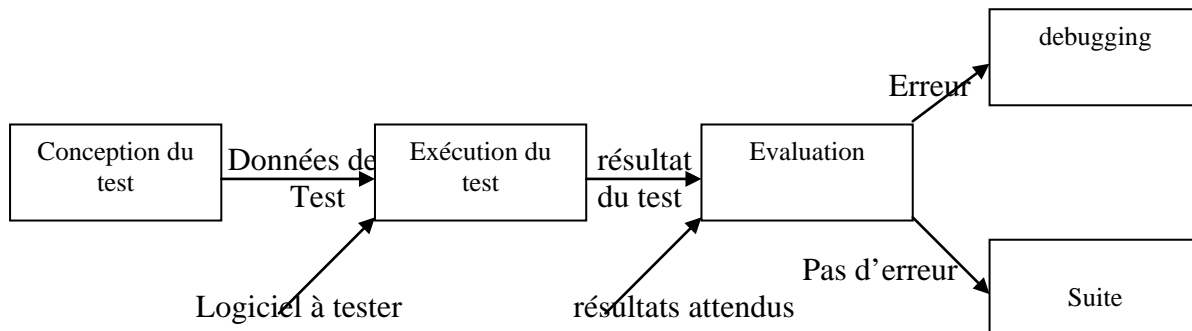 debugging
Erreur
Conception du
test
Données de
Test
Exécution du
test
résultat
du test
Evaluation
Pas d’erreur
Logiciel à tester
résultats attendus
Suite